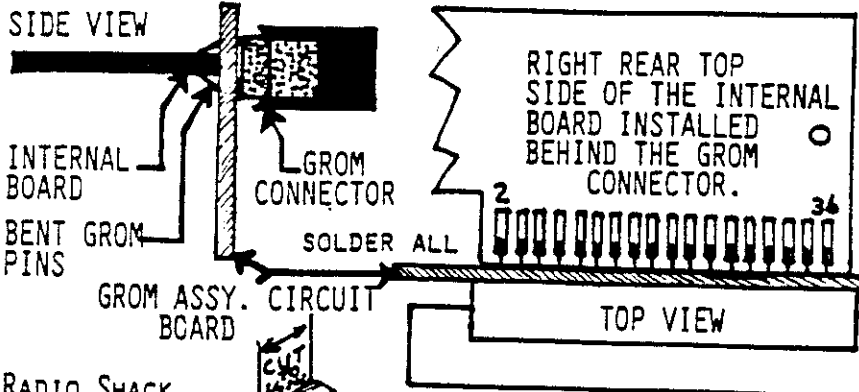 SIDE VIEW
INTERNAL
BOARD
BENT GROM
PINS
GROM
CONNECTOR
SOLDER ALL
GROM ASSY. CIRCUIT
BOARD
RIGHT REAR TOP
SIDE OF THE INTERNAL
BOARD INSTALLED
BEHIND THE GROM
CONNECTOR.
2
34
TOP VIEW
RADIO SHACK
CUT